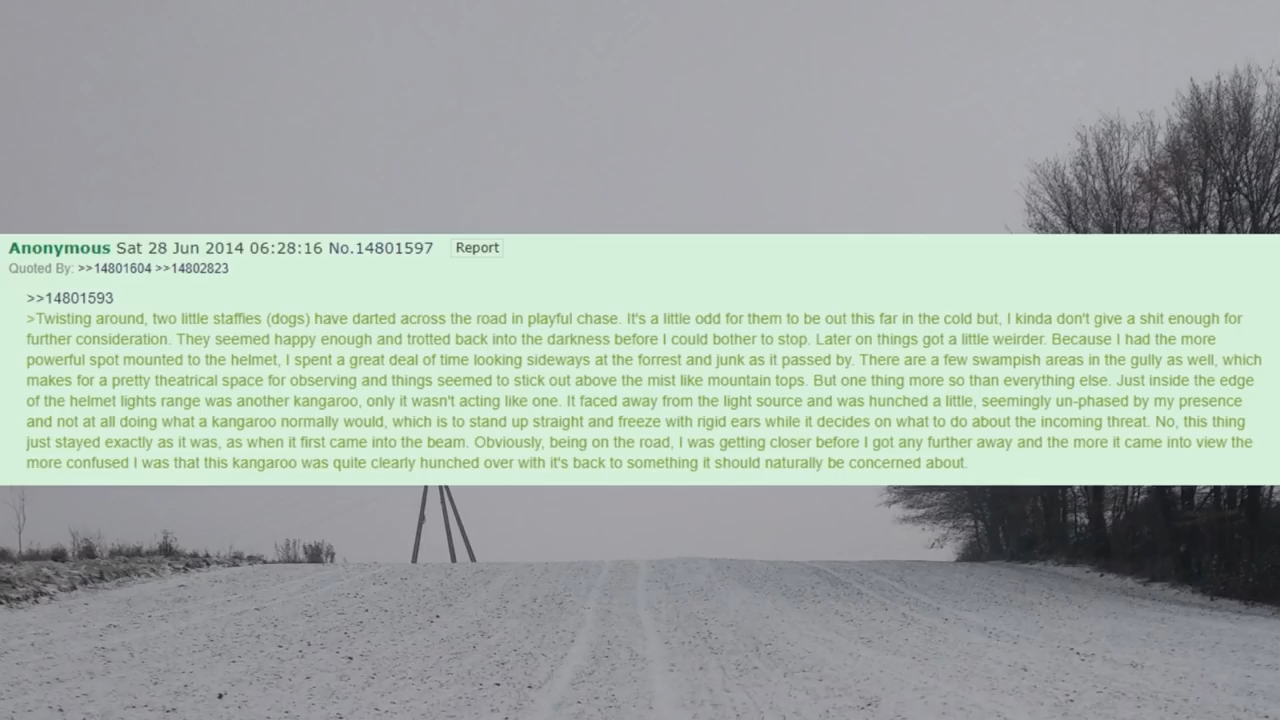 Anonymous Sat 28 Jun 2014 06:28:16 No.14801597 Report
Quoted By: >>14801604 >>14802823
>>14801593
>Twisting around, two little staffies (dogs) have darted across the road in playful chase. It's a little odd for them to be out this far in the cold but, I kinda don't give a shit enough for
further consideration. They seemed happy enough and trotted back into the darkness before I could bother to stop. Later on things got a little weirder. Because I had the more
powerful spot mounted to the helmet, I spent a great deal of time looking sideways at the forrest and junk as it passed by. There are a few swampish areas in the gully as well, which
makes for a pretty theatrical space for observing and things seemed to stick out above the mist like mountain tops. But one thing more so than everything else. Just inside the edge
of the helmet lights range was another kangaroo, only it wasn't acting like one. It faced away from the light source and was hunched a little, seemingly un-phased by my presence
and not at all doing what a kangaroo normally would, which is to stand up straight and freeze with rigid ears while it decides on what to do about the incoming threat. No, this thing
just stayed exactly as it was, as when it first came into the beam. Obviously, being on the road, I was getting closer before I got any further away and the more it came into view the
more confused I was that this kangaroo was quite clearly hunched over with it's back to something it should naturally be concerned about.